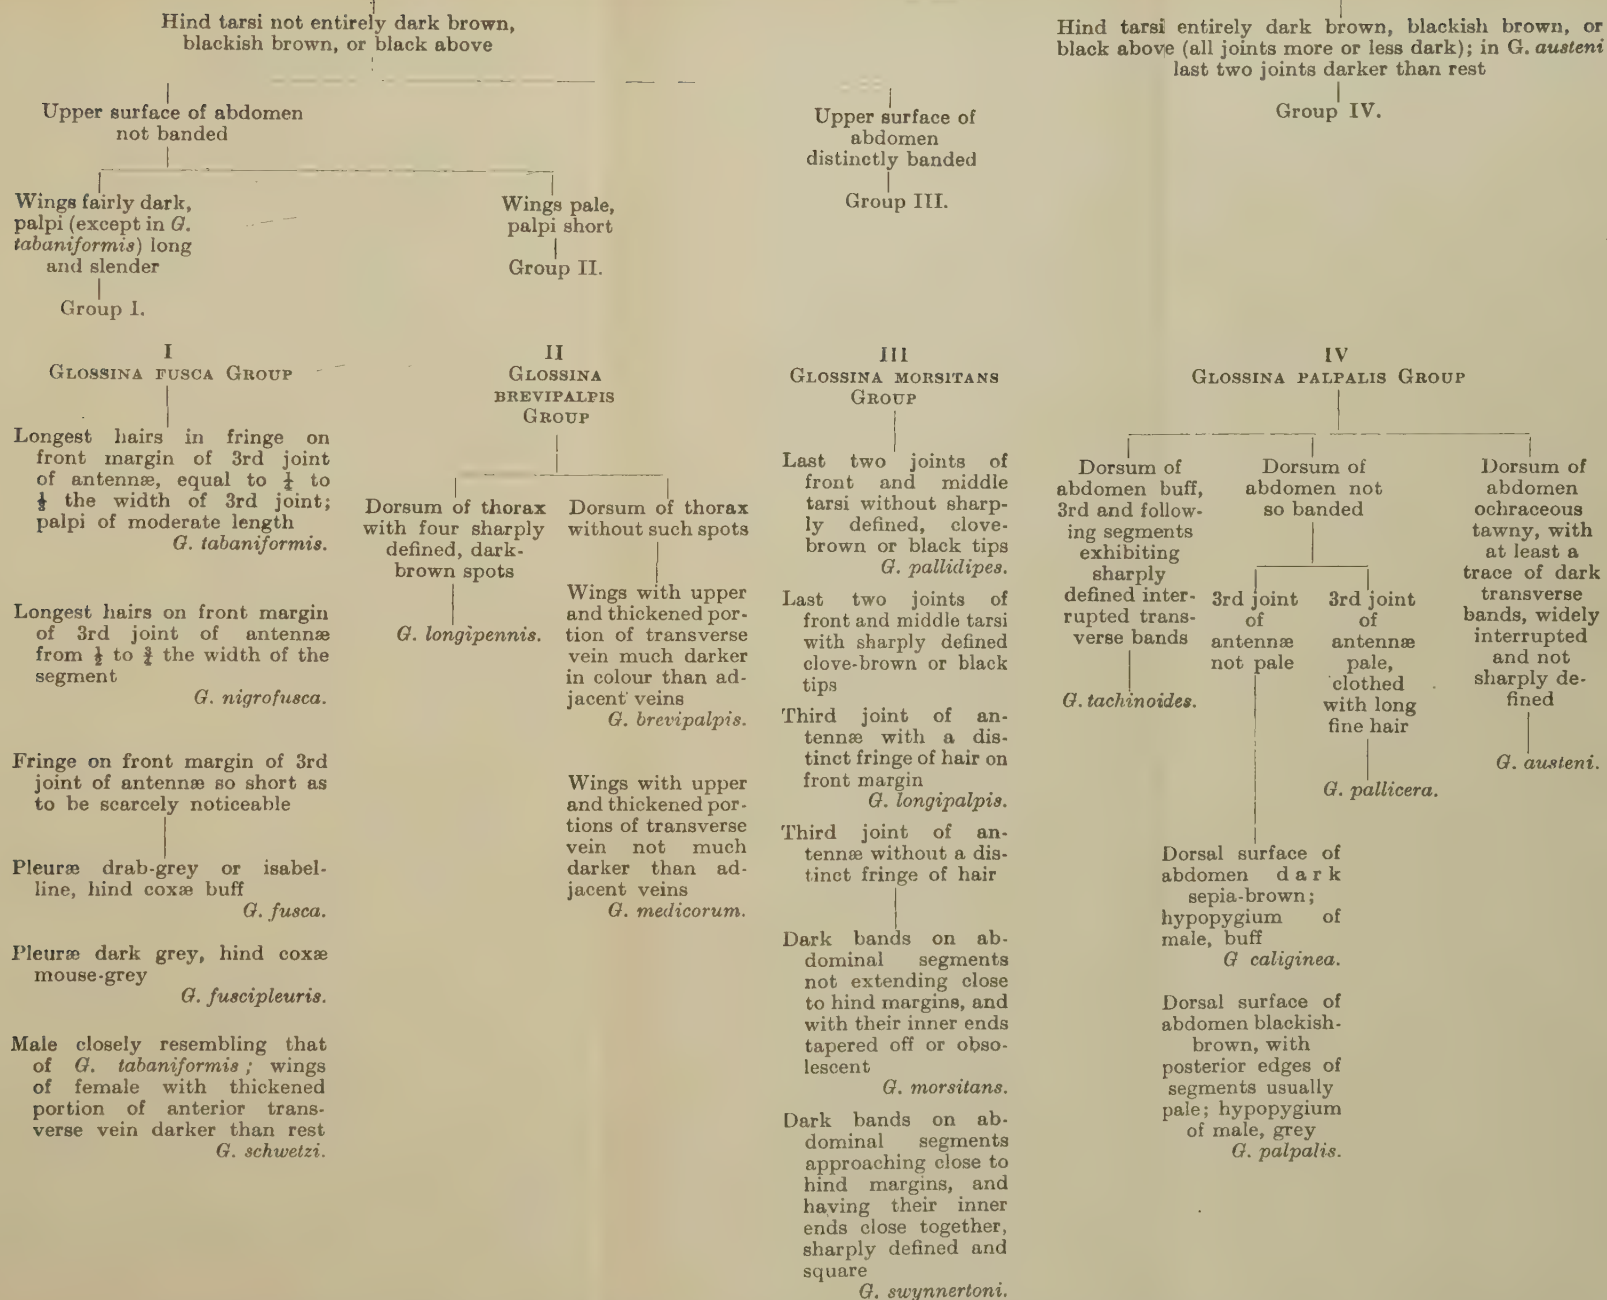 Hind tarsi not entirely dark brown,
blackish brown, or black above
Hind tarsi entirely dark brown, blackish brown, or
black above (all joints more or less dark); in G. austeni
last two joints darker than rest
Group IV.
Upper surface of abdomen
not banded
Upper surface of
abdomen
distinctly banded
Group III.
Wings fairly dark,
palpi (except in G.
tabaniformis) long
and slender
Group I.
Wings pale,
palpi short
Group II.
I
GLOSSINA FUSCA GROUP
Longest hairs in fringe on
front margin of 3rd joint
of antennæ, equal to
the width of 3rd joint;
palpi of moderate length
G. tabaniformis.
Longest hairs on front margin
of 3rd joint of antennæ
from the width of the
segment
G. nigrofusca.
Fringe on front margin of 3rd
joint of antennæ so short as
to be scarcely noticeable
Pleuræ drab-grey or isabel-
line, hind coxæ buff
G. fusca.
Pleuræ dark grey, hind coxæ
mouse-grey
G. fuscipleuris.
Male closely resembling that
of G. tabaniformis; wings
of female with thickened
portion of anterior trans-
verse vein darker than rest
G. schwetzi.
II
GLOSSINA
BREVIPALPIS
GROUP
Dorsum of thorax
with four sharply
defined, dark-
brown spots
G. longipennis.
Dorsum of thorax
without such spots
Wings with upper
and thickened por-
tion of transverse
vein much darker
in colour than ad-
jacent veins
G. brevipalpis.
Wings with upper
and thickened por-
tions of transverse
vein not much
darker than ad-
jacent veins
G. medicorum.
III
GLOSSINA MORSITANS
GROUP
Last two joints of
front and middle
tarsi without sharp-
ly defined, clove-
brown or black tips
G. pallidipes.
Last two joints of
front and middle tarsi
with sharply defined
clove-brown or black
tips
Third joint of an-
tennæ with a dis-
tinct fringe of hair on
front margin
G. longipalpis.
Third joint of an-
tennæ without a dis-
tinct fringe of hair
Dark bands on ab-
dominal segments
not extending close
to hind margins, and
with their inner ends
tapered off or obso-
lescent
G. morsitans.
Dark bands on ab-
dominal segments
approaching close to
hind margins, and
having their inner
ends close together,
sharply defined and
square
G. swynnertoni.
IV
GLOSSINA PALPALIS GROUP
Dorsum of
abdomen buff,
3rd and follow-
ing segments
exhibiting
sharply
defined inter-
rupted trans-
verse bands
G. tachinoides.
Dorsum of
abdomen not
so banded
3rd joint
of
antennæ
not pale
3rd joint
of
antennæ
pale,
clothed
with long
fine hair
G. pallicera.
Dorsal surface of
abdomen dark
sepia-brown;
hypopygium of
male, buff
G caliginea.
Dorsal surface of
abdomen blackish-
brown, with
posterior edges of
segments usually
pale; hypopygium
of male, grey
G. palpalis.
Dorsum of
abdomen
ochraceous
tawny, with
at least a
trace of dark
transverse
bands, widely
interrupted
and not
sharply de-
fined
G. austeni.